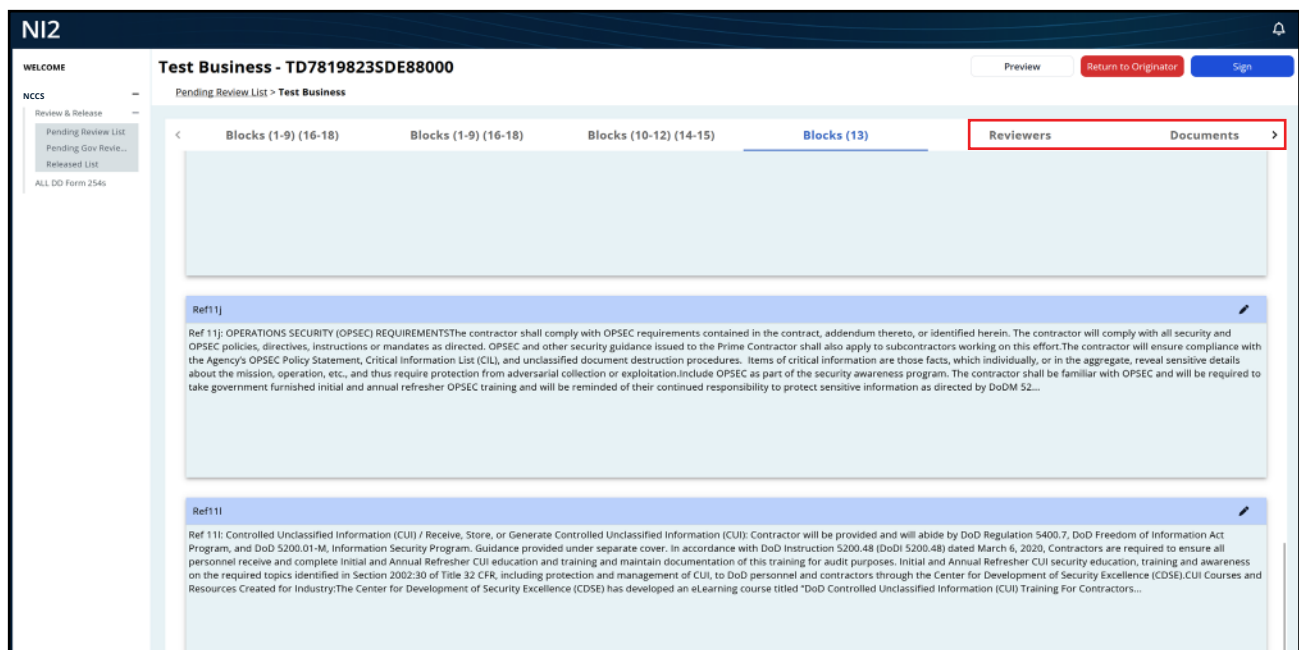 NI2
WELCOME
NCCS
Review & Release
Pending Review List
Pending Gov Revie...
Released List
ALL DD Form 254s
Test Business - TD7819823SDE88000
Preview
Return to Originator
Sign
Pending Review List > Test Business
Blocks (1-9) (16-18)
Blocks (1-9) (16-18)
Blocks (10-12) (14-15)
Blocks (13)
Reviewers
Documents
Ref11j
Ref 11j: OPERATIONS SECURITY (OPSEC) REQUIREMENTSThe contractor shall comply with OPSEC requirements contained in the contract, addendum thereto, or identified herein. The contractor will comply with all security and
OPSEC policies, directives, instructions or mandates as directed. OPSEC and other security guidance issued to the Prime Contractor shall also apply to subcontractors working on this effort.The contractor will ensure compliance with
the Agency's OPSEC Policy Statement, Critical Information List (CIL), and unclassified document destruction procedures. Items of critical information are those facts, which individually, or in the aggregate, reveal sensitive details
about the mission, operation, etc., and thus require protection from adversarial collection or exploitation.Include OPSEC as part of the security awareness program. The contractor shall be familiar with OPSEC and will be required to
take government furnished initial and annual refresher OPSEC training and will be reminded of their continued responsibility to protect sensitive information as directed by DoDM 52...
Ref11l
Ref 11l: Controlled Unclassified Information (CUI) / Receive, Store, or Generate Controlled Unclassified Information (CUI): Contractor will be provided and will abide by DoD Regulation 5400.7, DoD Freedom of Information Act
Program, and DoD 5200.01-M, Information Security Program. Guidance provided under separate cover. In accordance with DoD Instruction 5200.48 (DoDI 5200.48) dated March 6, 2020, Contractors are required to ensure all
personnel receive and complete Initial and Annual Refresher CUI education and training and maintain documentation of this training for audit purposes. Initial and Annual Refresher CUI security education, training and awareness
on the required topics identified in Section 2002:30 of Title 32 CFR, including protection and management of CUI, to DoD personnel and contractors through the Center for Development of Security Excellence (CDSE).CUI Courses and
Resources Created for Industry:The Center for Development of Security Excellence (CDSE) has developed an eLearning course titled "DoD Controlled Unclassified Information (CUI) Training For Contractors...